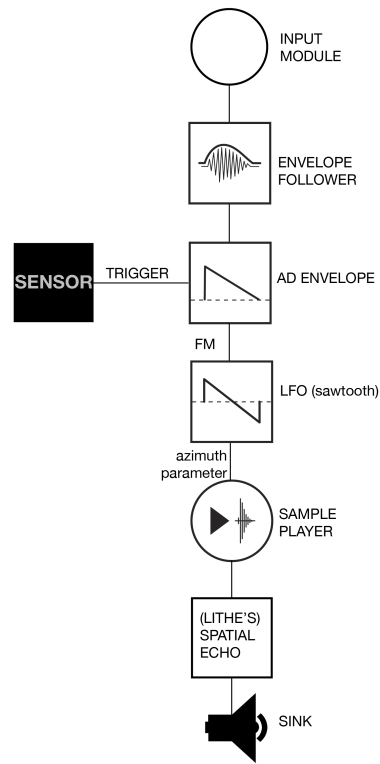 INPUT
MODULE
ENVELOPE
FOLLOWER
SENSOR
TRIGGER
AD ENVELOPE
FM
LFO (sawtooth)
azimuth
parameter
SAMPLE
PLAYER
(LITHE'S)
SPATIAL
ECHO
SINK